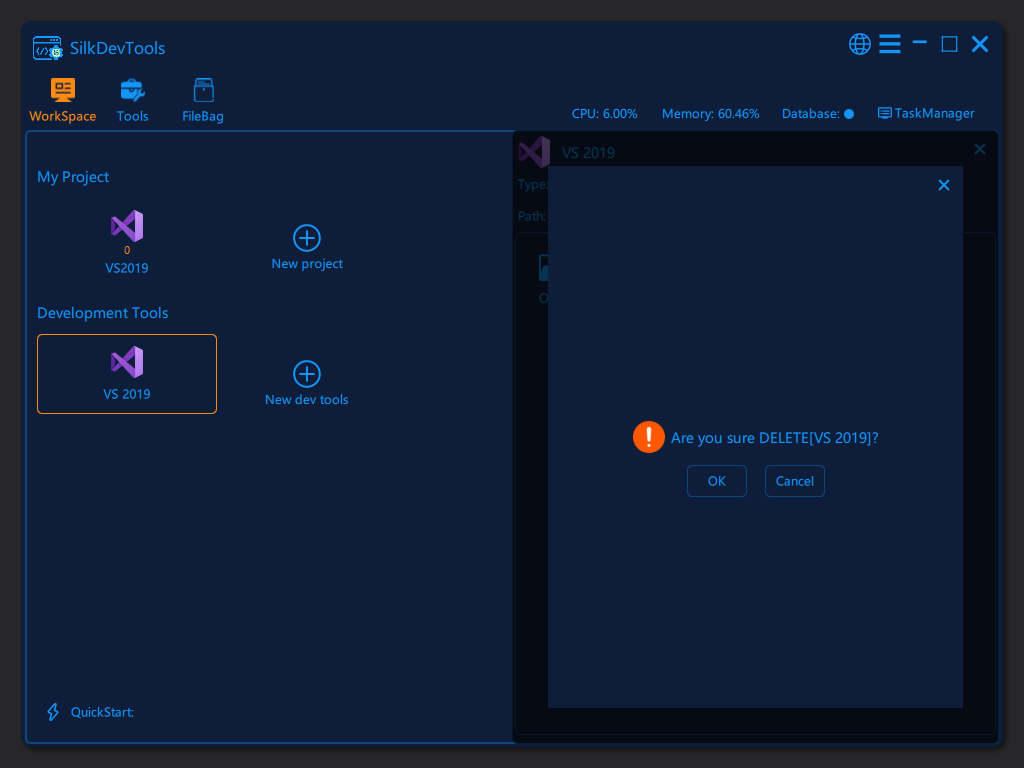 SilkDevTools
WorkSpace
Tools
FileBag
CPU: 6.00%
Memory: 60.46%
Database:
TaskManager
My Project
0
VS2019
New project
Development Tools
VS 2019
New dev tools
QuickStart:
VS 2019
Type:
Path:
Are you sure DELETE[VS 2019]?
OK
Cancel